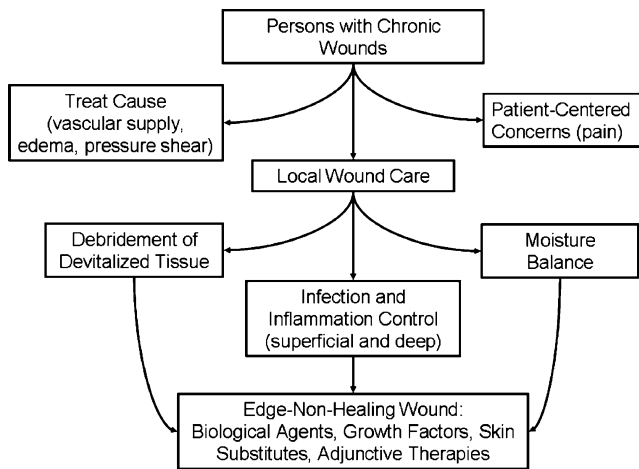 Persons with Chronic
Wounds
Treat Cause
(vascular supply,
edema, pressure shear)
Patient-Centered
Concerns (pain)
Local Wound Care
Debridement of
Devitalized Tissue
Moisture
Balance
Infection and
Inflammation Control
(superficial and deep)
Edge-Non-Healing Wound:
Biological Agents, Growth Factors, Skin
Substitutes, Adjunctive Therapies